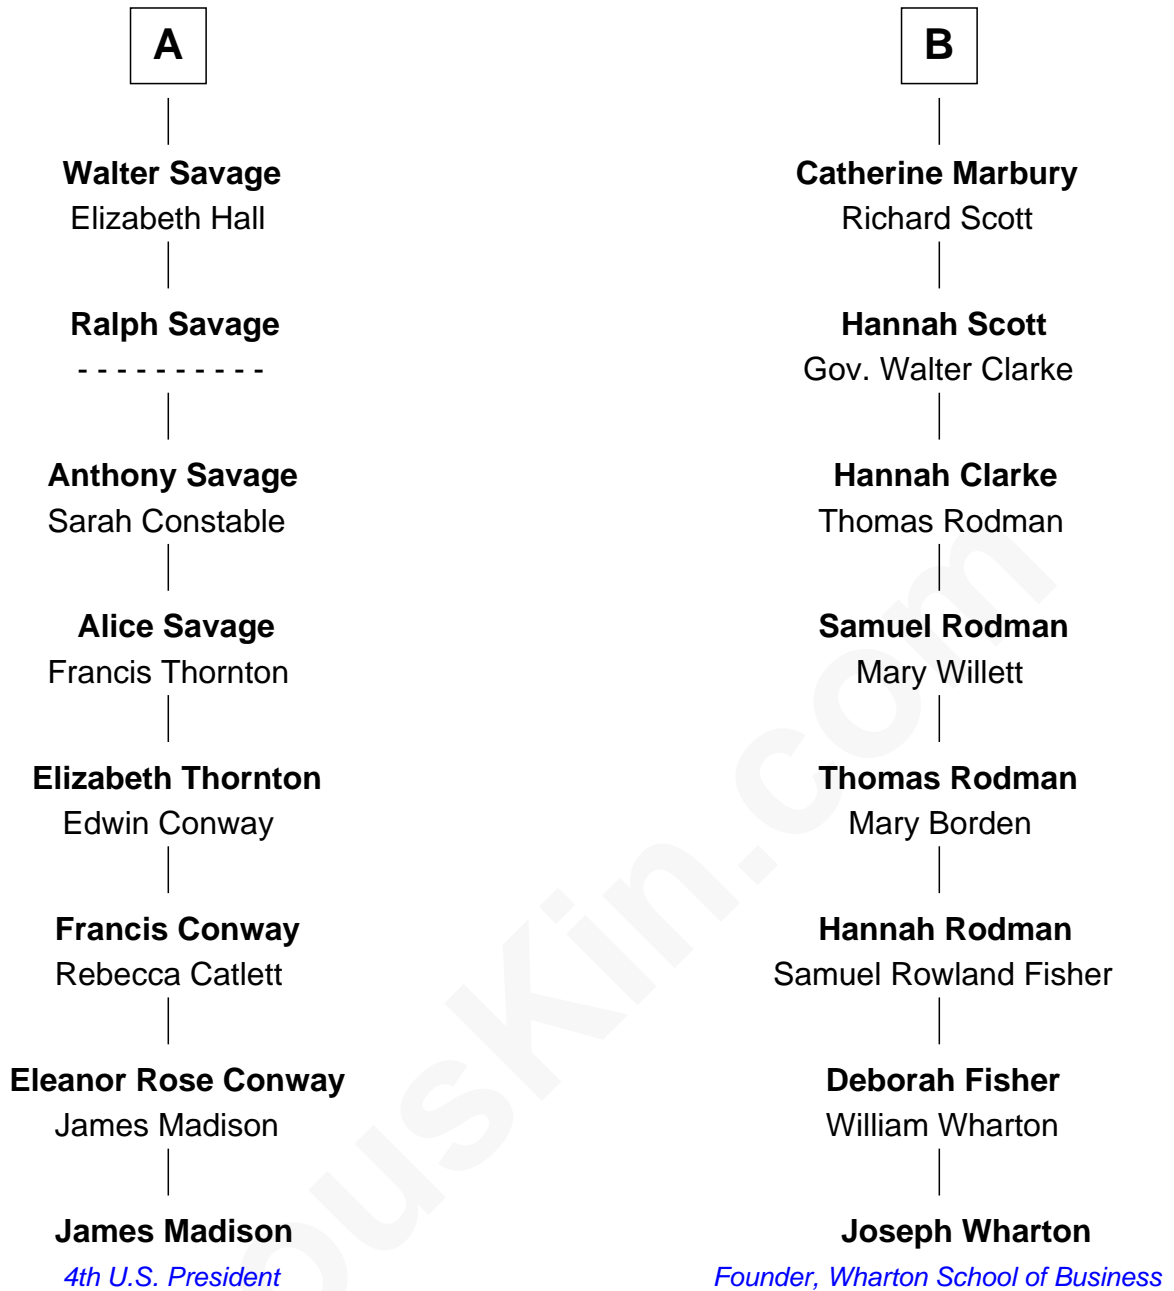 A
Walter Savage
Elizabeth Hall
Ralph Savage
- - - - - - - - - -
Anthony Savage
Sarah Constable
Alice Savage
Francis Thornton
Elizabeth Thornton
Edwin Conway
Francis Conway
Rebecca Catlett
Eleanor Rose Conway
James Madison
James Madison
4th U.S. President
B
Catherine Marbury
Richard Scott
Hannah Scott
Gov. Walter Clarke
Hannah Clarke
Thomas Rodman
Samuel Rodman
Mary Willett
Thomas Rodman
Mary Borden
Hannah Rodman
Samuel Rowland Fisher
Deborah Fisher
William Wharton
Joseph Wharton
Founder, Wharton School of Business
ousKin.com